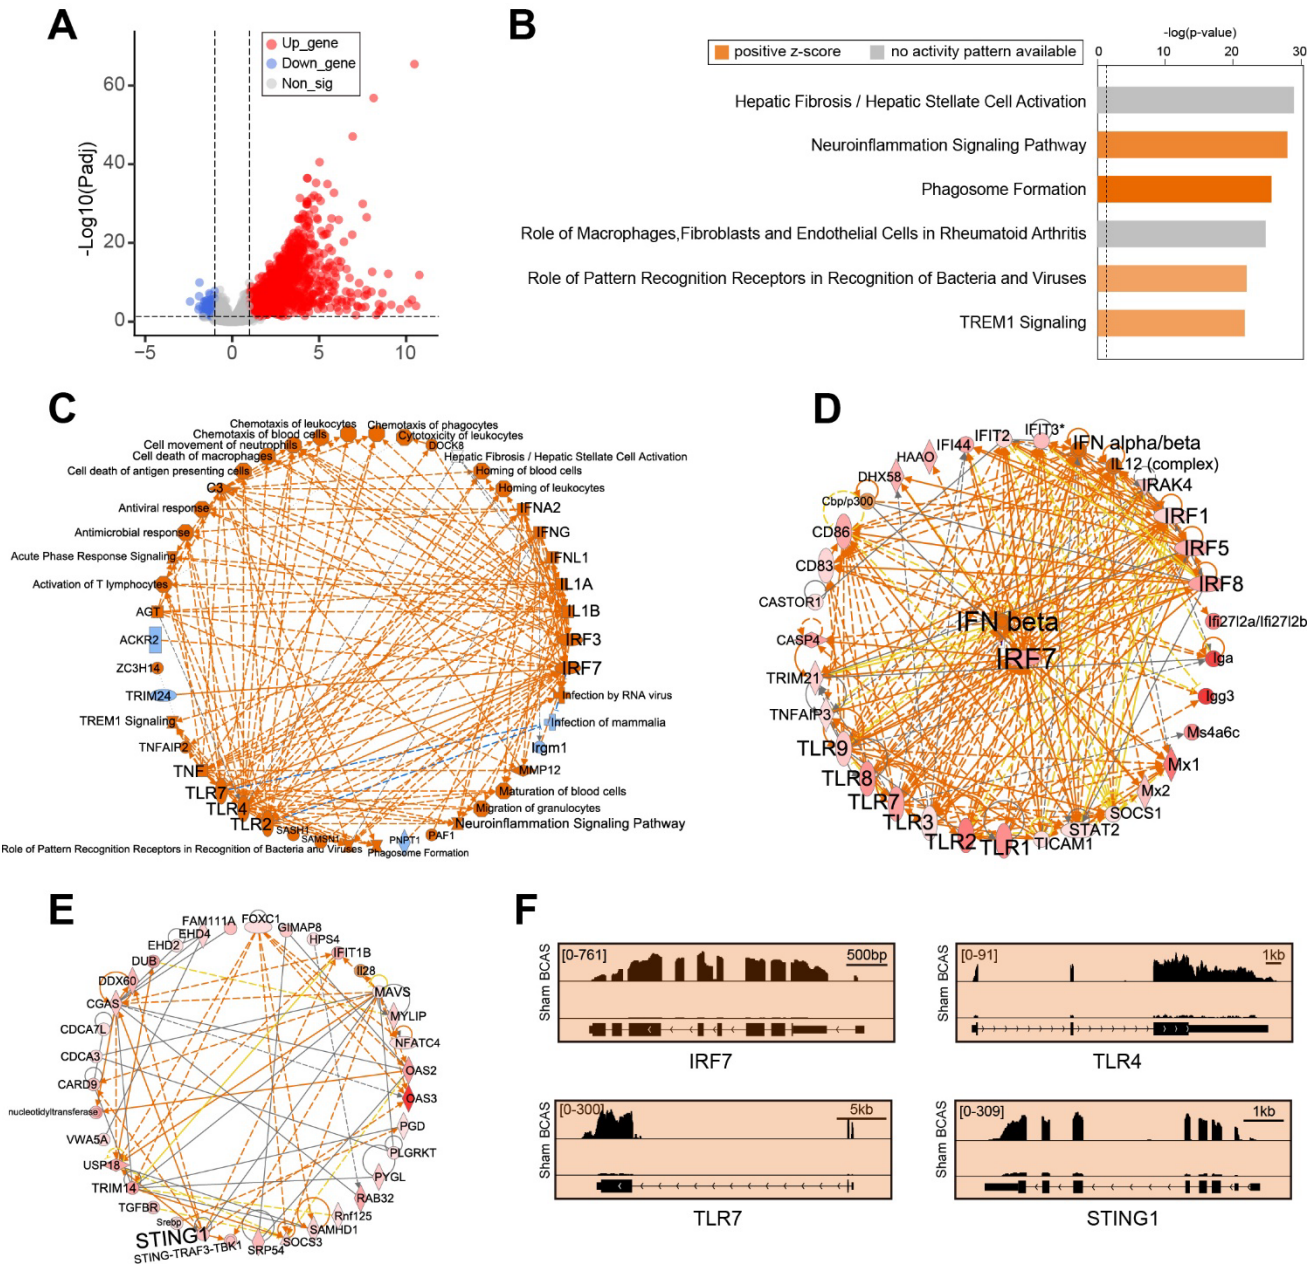 A
Up_gene
Down_gene
Non_sig
-Log10(Padj)
60
40
20
0
−5
0
5
10
B
-log(p-value)
positive z-score
no activity pattern available
0
10
20
30
Hepatic Fibrosis / Hepatic Stellate Cell Activation
Neuroinflammation Signaling Pathway
Phagosome Formation
Role of Macrophages,Fibroblasts and Endothelial Cells in Rheumatoid Arthritis
Role of Pattern Recognition Receptors in Recognition of Bacteria and Viruses
TREM1 Signaling
C
Chemotaxis of leukocytes
Chemotaxis of phagocytes
Chemotaxis of blood cells
Cytotoxicity of leukocytes
Cell movement of neutrophils
DOCK8
Cell death of macrophages
Hepatic Fibrosis / Hepatic Stellate Cell Activation
Cell death of antigen presenting cells
Homing of blood cells
C3
Homing of leukocytes
Antiviral response
IFNA2
Antimicrobial response
IFNG
Acute Phase Response Signaling
IFNL1
Activation of T lymphocytes
IL1A
AGT
IL1B
ACKR2
IRF3
ZC3H14
IRF7
TRIM24
Infection by RNA virus
TREM1 Signaling
Infection of mammalia
TNFAIP2
Irgm1
TNF
MMP12
TLR7
Maturation of blood cells
TLR4
Migration of granulocytes
TLR2
Neuroinflammation Signaling Pathway
SASH1
SAMSN1
PNPT1
PAF1
Role of Pattern Recognition Receptors in Recognition of Bacteria and Viruses
Phagosome Formation
D
IFIT2
IFIT3*
IFI44
IFN alpha/beta
HAAO
IL12 (complex)
DHX58
IRAK4
Cbp/p300
IRF1
CD86
IRF5
CD83
IRF8
CASTOR1
Ifi27l2a/Ifi27l2b
IFN beta
CASP4
IRF7
Iga
TRIM21
Igg3
TNFAIP3
Ms4a6c
TLR9
Mx1
TLR8
Mx2
TLR7
SOCS1
TLR3
STAT2
TLR2
TLR1
TICAM1
E
FOXC1
FAM111A
GIMAP8
EHD4
HPS4
EHD2
IFIT1B
DUB
Il28
DDX60
MAVS
CGAS
MYLIP
CDCA7L
NFATC4
CDCA3
OAS2
CARD9
OAS3
nucleotidyltransferase
PGD
VWA5A
PLGRKT
USP18
PYGL
TRIM14
RAB32
TGFBR
Rnf125
Srebp
SAMHD1
STING1
SOCS3
STING-TRAF3-TBK1
SRP54
F
[0-761]
500bp
Sham BCAS
IRF7
[0-91]
1kb
Sham BCAS
TLR4
[0-300]
5kb
Sham BCAS
TLR7
[0-309]
1kb
Sham BCAS
STING1